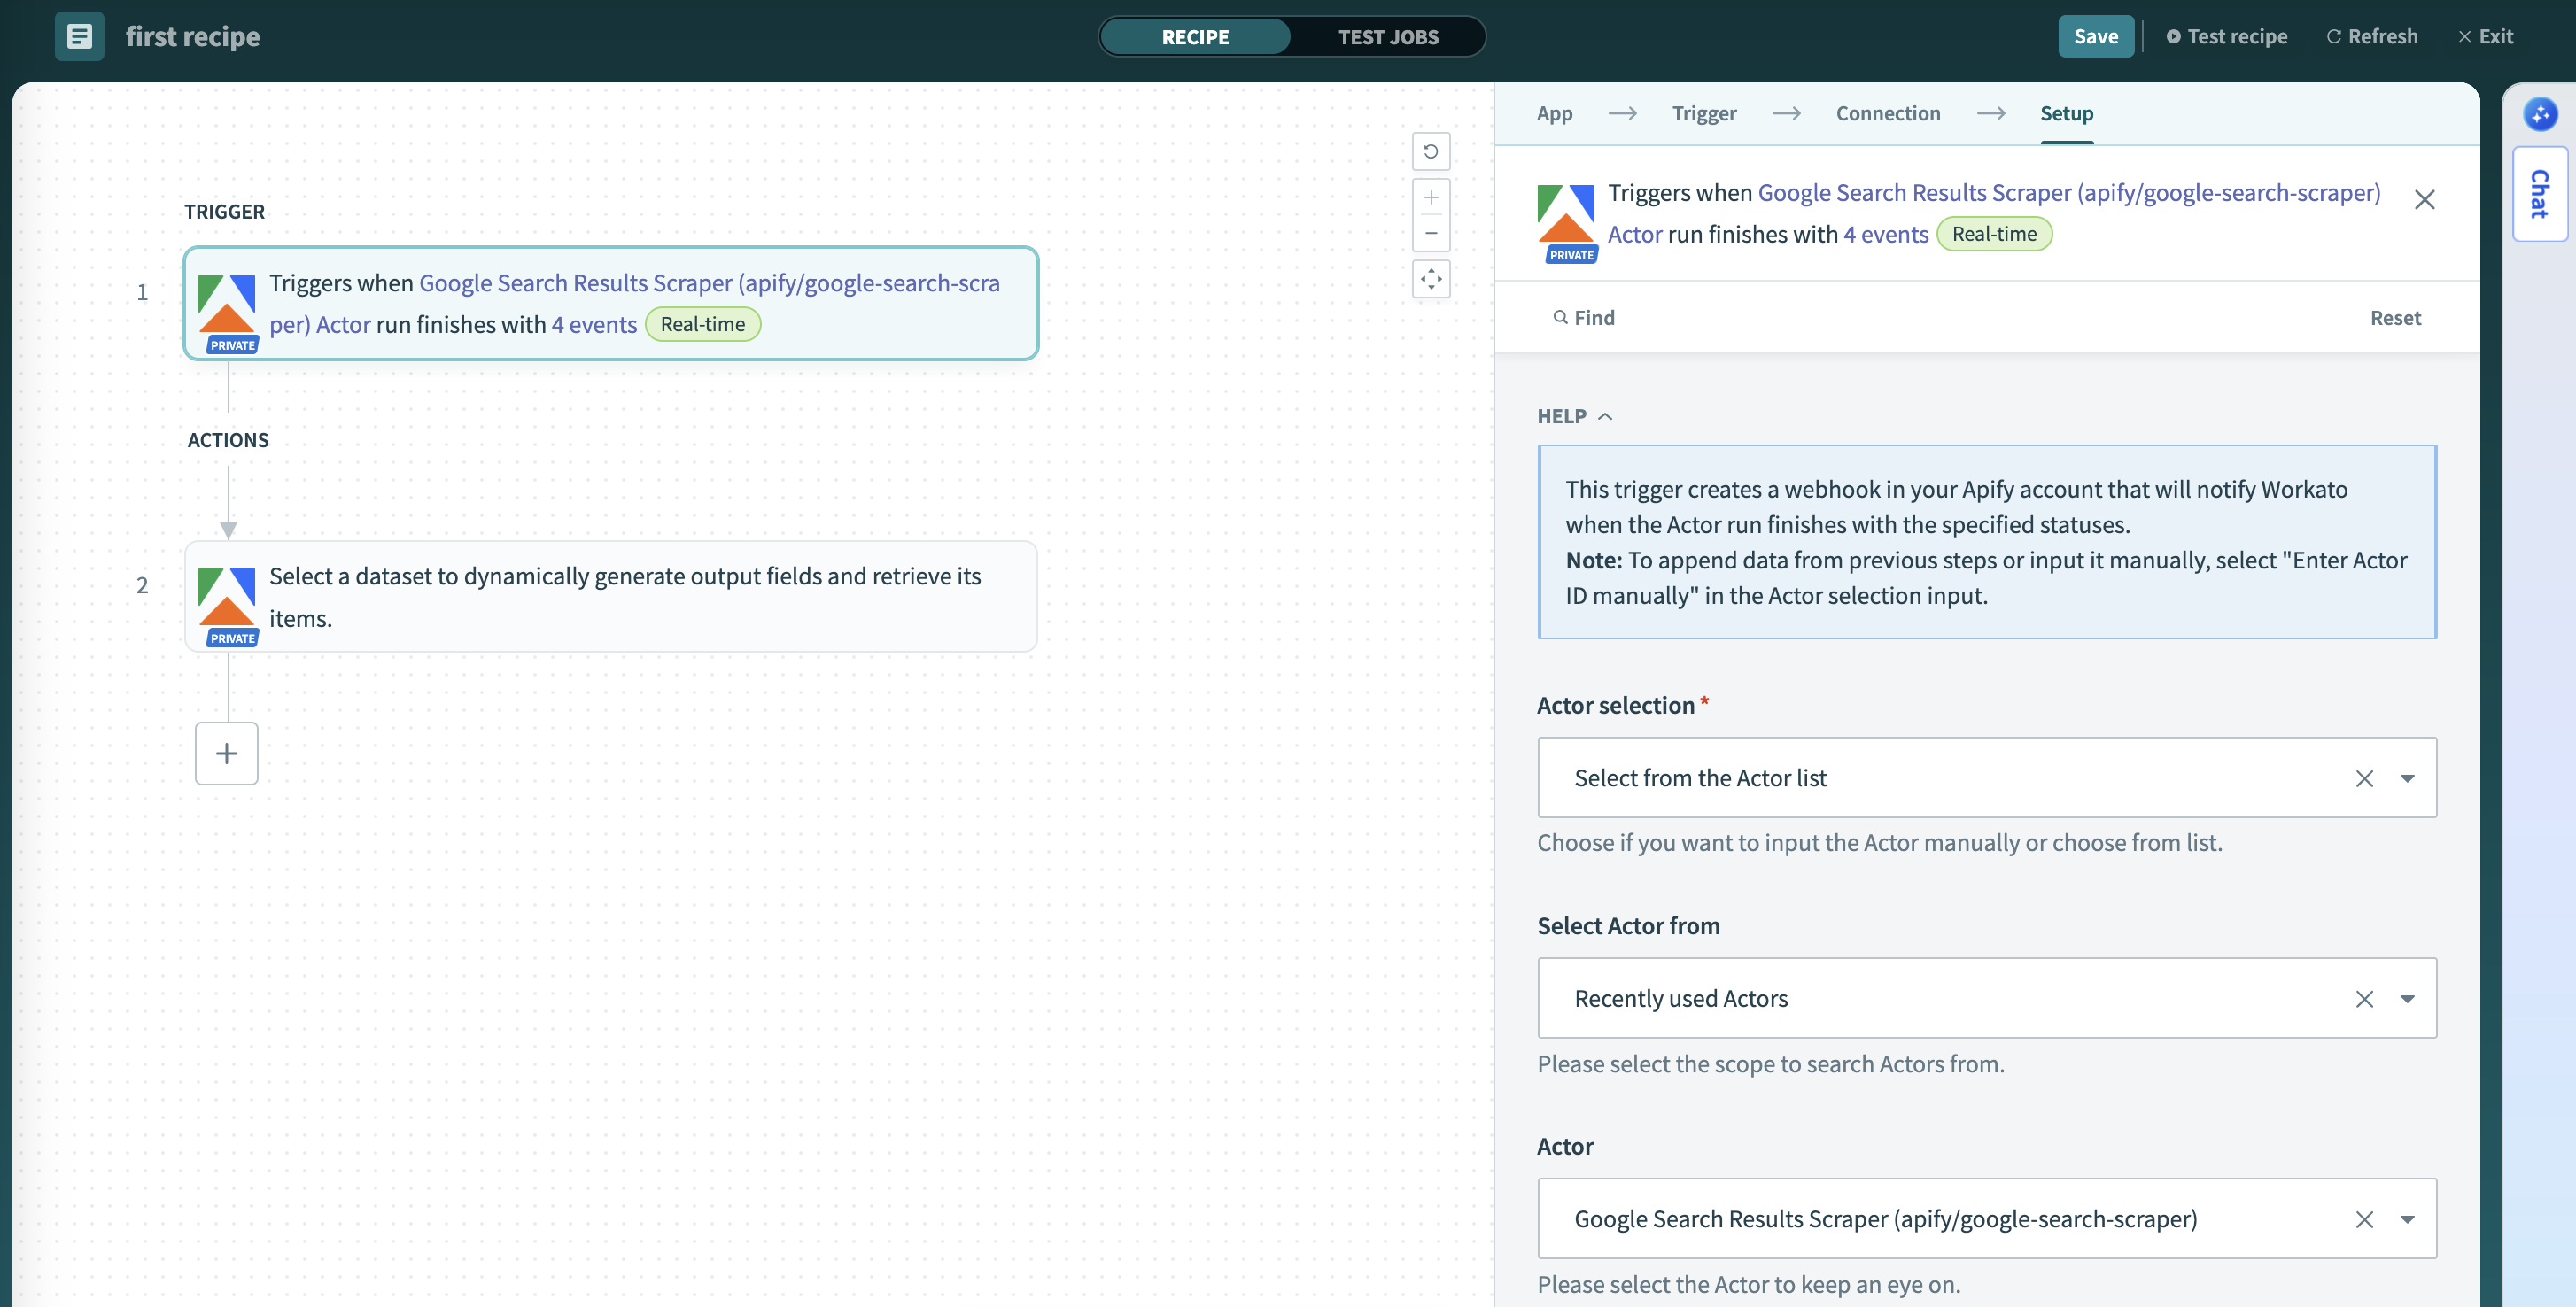 first recipe
RECIPE
TEST JOBS
Save
Test recipe
Refresh
Exit
TRIGGER
1
Triggers when Google Search Results Scraper (apify/google-search-scra
per) Actor run finishes with 4 events Real-time
PRIVATE
ACTIONS
2
Select a dataset to dynamically generate output fields and retrieve its
items.
PRIVATE
App
Trigger
Connection
Setup
Triggers when Google Search Results Scraper (apify/google-search-scraper)
Actor run finishes with 4 events Real-time
PRIVATE
Find
Reset
HELP
This trigger creates a webhook in your Apify account that will notify Workato
when the Actor run finishes with the specified statuses.
Note: To append data from previous steps or input it manually, select "Enter Actor
ID manually" in the Actor selection input.
Actor selection *
Select from the Actor list
Choose if you want to input the Actor manually or choose from list.
Select Actor from
Recently used Actors
Please select the scope to search Actors from.
Actor
Google Search Results Scraper (apify/google-search-scraper)
Please select the Actor to keep an eye on.
Chat